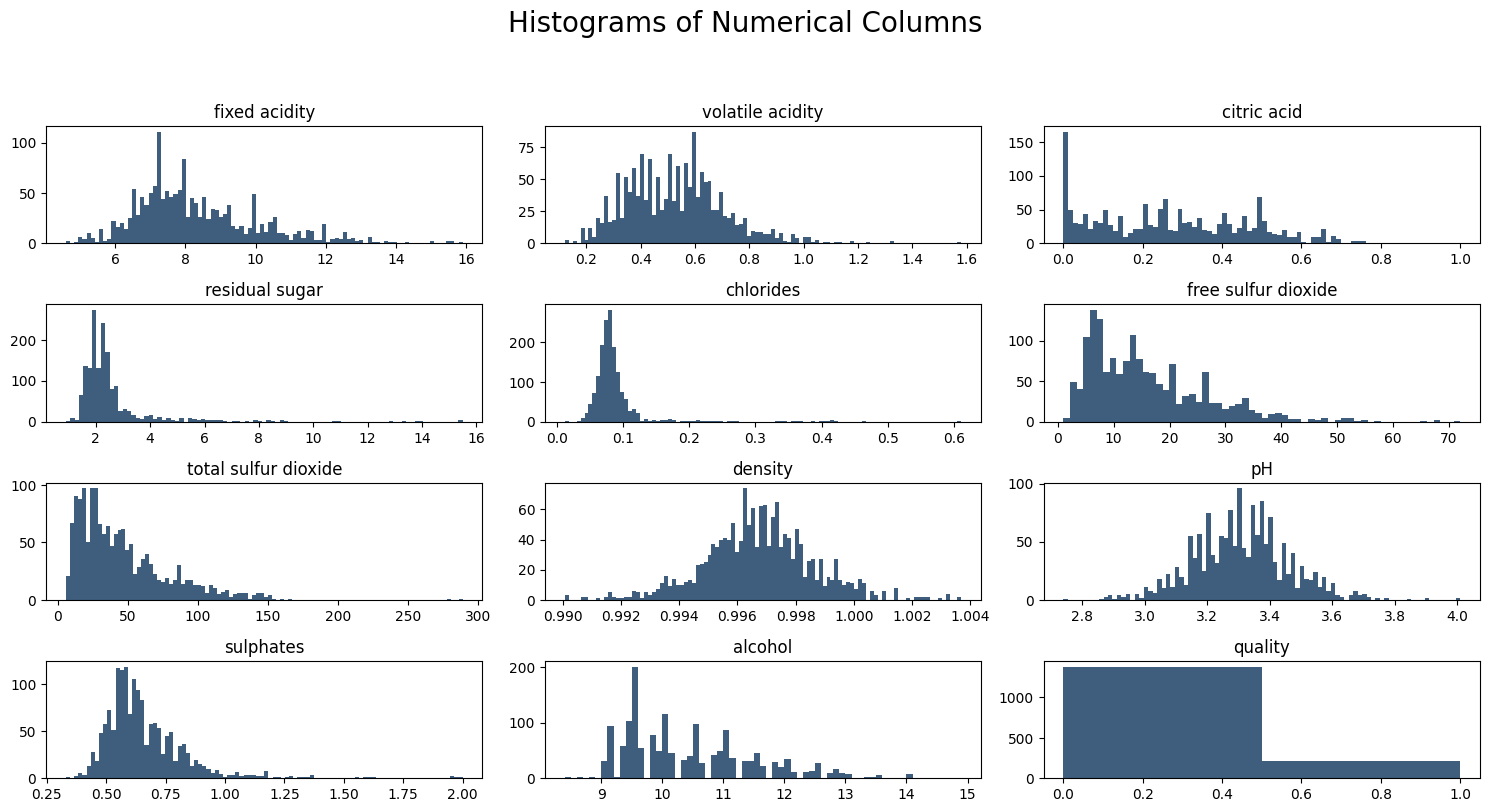 Histograms of Numerical Columns
fixed acidity
volatile acidity
citric acid
100
50
0
6 8 10 12 14 16
75
50
25
0
0.2 0.4 0.6 0.8 1.0 1.2 1.4 1.6
150
100
50
0
0.0 0.2 0.4 0.6 0.8 1.0
residual sugar
chlorides
free sulfur dioxide
200
100
0
2 4 6 8 10 12 14 16
200
100
0
0.0 0.1 0.2 0.3 0.4 0.5 0.6
100
50
0
0 10 20 30 40 50 60 70
total sulfur dioxide
density
pH
100
50
0
0 50 100 150 200 250 300
60
40
20
0
0.990 0.992 0.994 0.996 0.998 1.000 1.002 1.004
100
50
0
2.8 3.0 3.2 3.4 3.6 3.8 4.0
sulphates
alcohol
quality
100
50
0
0.25 0.50 0.75 1.00 1.25 1.50 1.75 2.00
200
100
0
9 10 11 12 13 14 15
1000
500
0
0.0 0.2 0.4 0.6 0.8 1.0